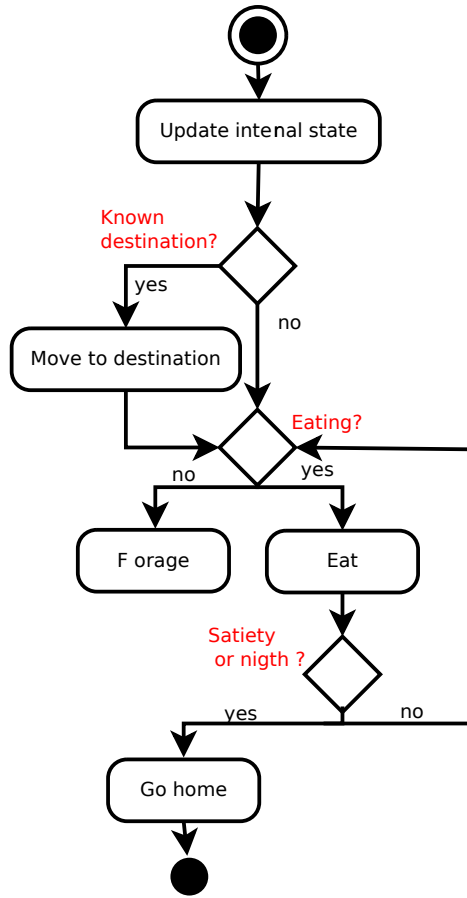 Update intenal state
Known
destination?
yes
no
Move to destination
Eating?
no
yes
F orage
Eat
Satiety
or nigth ?
yes
no
Go home